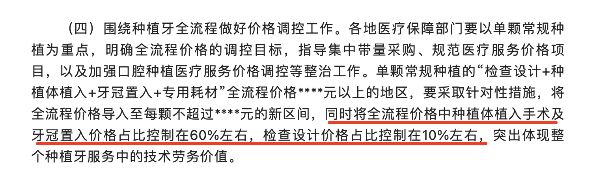 （四）围绕种植牙全流程做好价格调控工作。各地医疗保障部门要以单颗常规种
植为重点，明确全流程价格的调控目标，指导集中带量采购、规范医疗服务价格项
目，以及加强口腔种植医疗服务价格调控等整治工作。单颗常规种植的“检查设计+种
植体植入+牙冠置入+专用耗材”全流程价格****元以上的地区，要采取针对性措施，将
全流程价格导入至每颗不超过****元的新区间，同时将全流程价格中种植体植入手术及
牙冠置入价格占比控制在60%左右，检查设计价格占比控制在10%左右，突出体现整
个种植牙服务中的技术劳务价值。